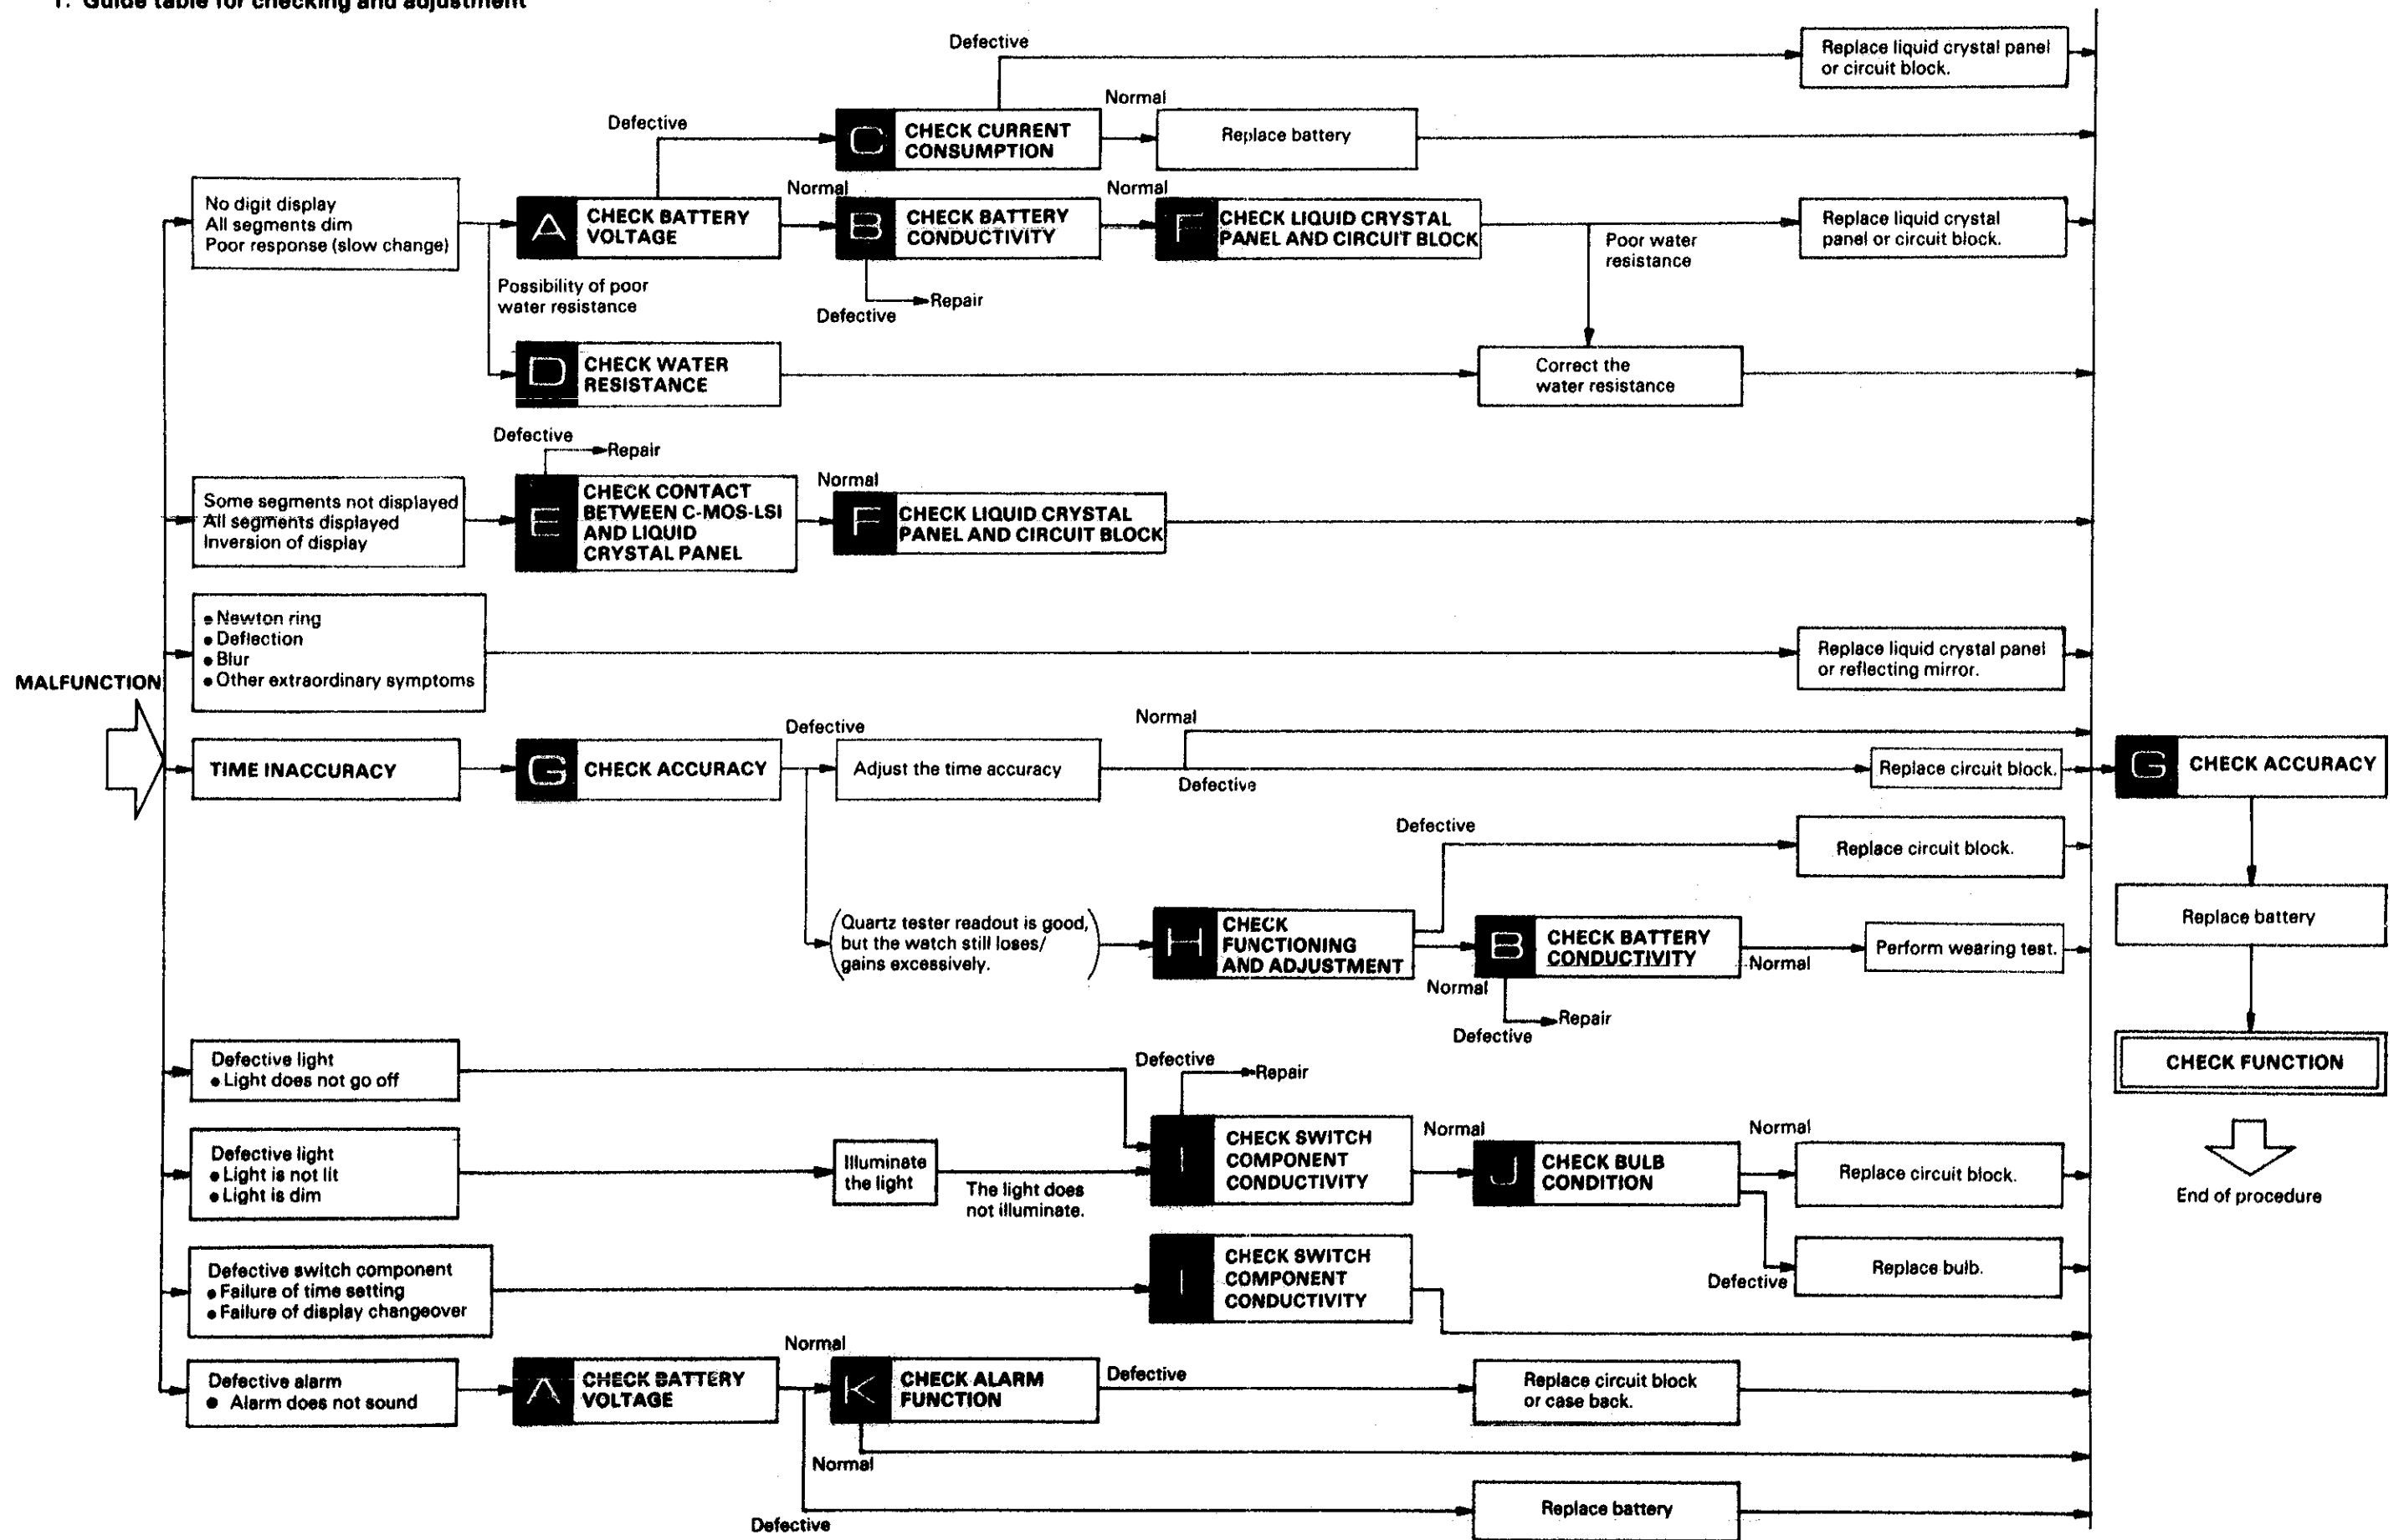 1. Guide table for checking and adjustment
Defective
Replace liquid crystal panel
or circuit block.
Defective
C
CHECK CURRENT
CONSUMPTION
Normal
Replace battery
No digit display
All segments dim
Poor response (slow change)
A
CHECK BATTERY
VOLTAGE
Normal
B
CHECK BATTERY
CONDUCTIVITY
Normal
F
CHECK LIQUID CRYSTAL
PANEL AND CIRCUIT BLOCK
Poor water
resistance
Replace liquid crystal
panel or circuit block.
Possibility of poor
water resistance
Defective
Repair
D
CHECK WATER
RESISTANCE
Correct the
water resistance
Defective
Repair
Some segments not displayed
All segments displayed
Inversion of display
E
CHECK CONTACT
BETWEEN C-MOS-LSI
AND LIQUID
CRYSTAL PANEL
Normal
F
CHECK LIQUID CRYSTAL
PANEL AND CIRCUIT BLOCK
● Newton ring
● Deflection
● Blur
● Other extraordinary symptoms
Replace liquid crystal panel
or reflecting mirror.
MALFUNCTION
TIME INACCURACY
G
CHECK ACCURACY
Defective
Adjust the time accuracy
Normal
Defective
Replace circuit block.
G
CHECK ACCURACY
Defective
Replace circuit block.
(Quartz tester readout is good,
but the watch still loses/
gains excessively.)
H
CHECK
FUNCTIONING
AND ADJUSTMENT
Normal
B
CHECK BATTERY
CONDUCTIVITY
Normal
Perform wearing test.
Defective
Repair
Replace battery
CHECK FUNCTION
End of procedure
Defective light
● Light does not go off
Defective
Repair
Defective light
● Light is not lit
● Light is dim
Illuminate
the light
The light does
not illuminate.
I
CHECK SWITCH
COMPONENT
CONDUCTIVITY
Normal
J
CHECK BULB
CONDITION
Normal
Replace circuit block.
Defective
Replace bulb.
Defective switch component
● Failure of time setting
● Failure of display changeover
I
CHECK SWITCH
COMPONENT
CONDUCTIVITY
Defective alarm
● Alarm does not sound
A
CHECK BATTERY
VOLTAGE
Normal
K
CHECK ALARM
FUNCTION
Defective
Replace circuit block
or case back.
Normal
Defective
Replace battery